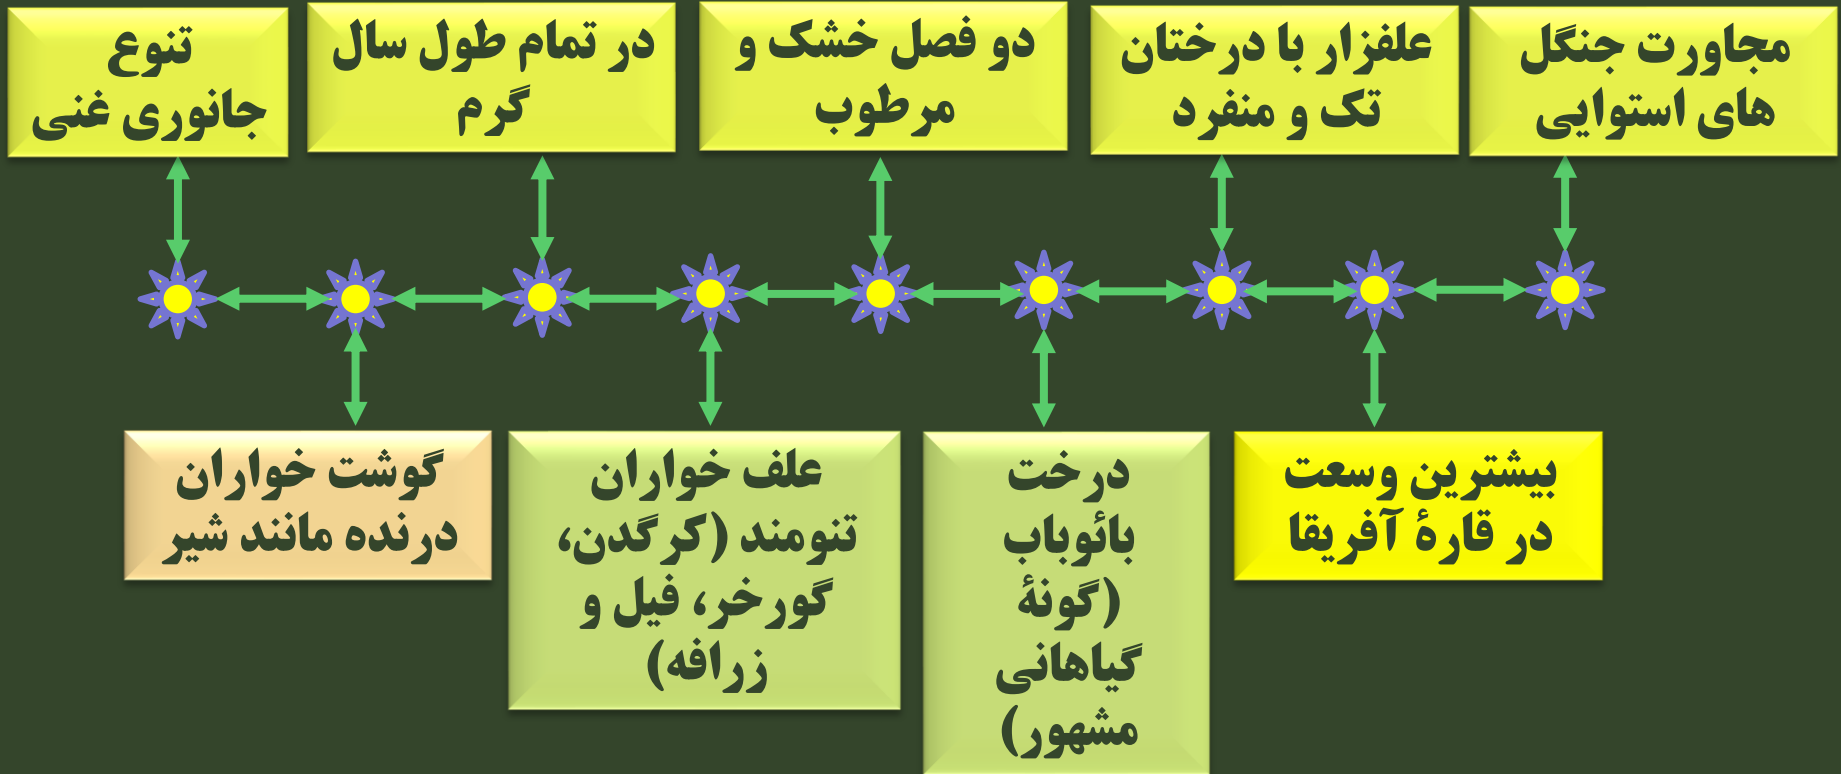 مجاورت جنگل
های استوایی
علفزار با درختان
تک و منفرد
دو فصل خشک و
مرطوب
در تمام طول سال
گرم
تنوع
جانوری غنی
بیشترین وسعت
در قارهٔ آفریقا
درخت
بائوباب
(گونهٔ
گیاهانی
مشهور)
علف خواران
تنومند (کرگدن،
گورخر، فیل و
زرافه)
گوشت خواران
درنده مانند شیر